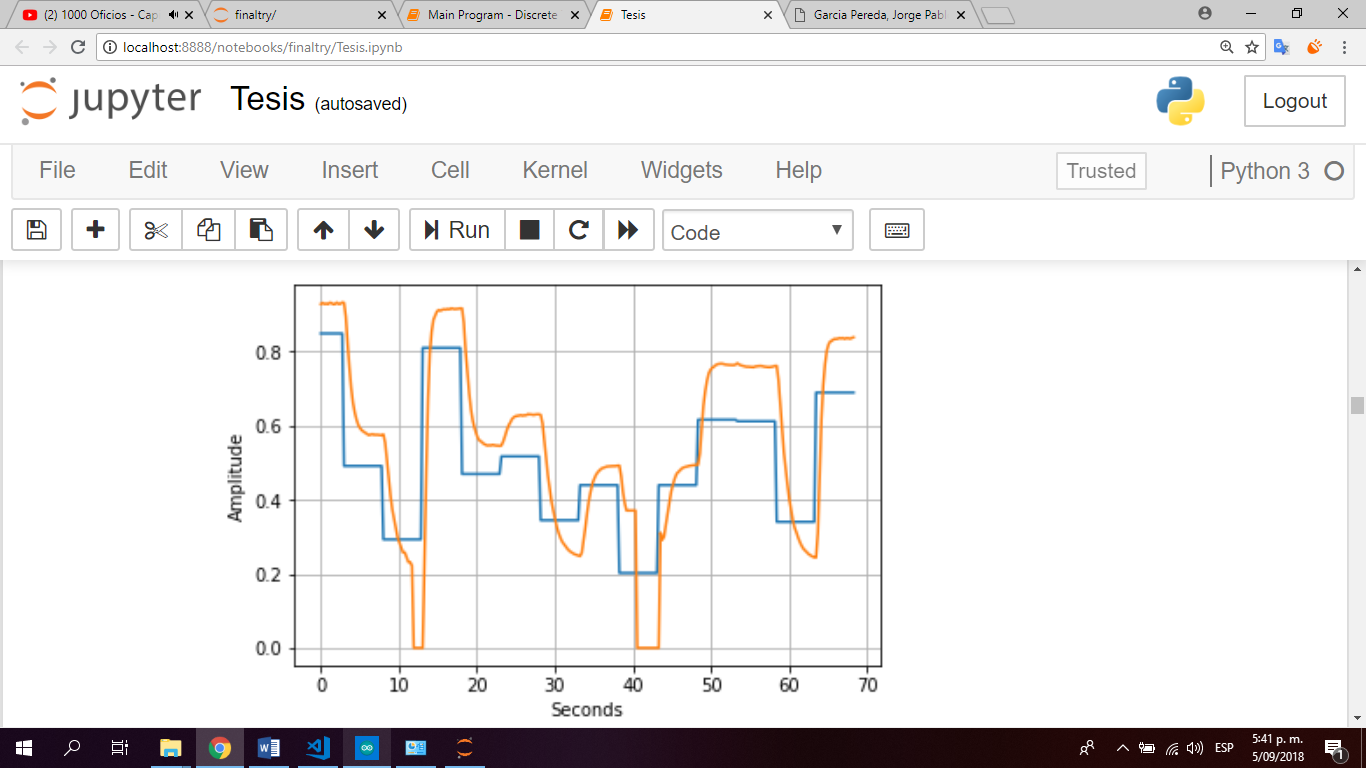 (2) 1000 Oficios - Cap
finaltry/
Main Program - Discrete
Tesis
Garcia Pereda, Jorge Pabl
localhost:8888/notebooks/finaltry/Tesis.ipynb
jupyter Tesis (autosaved)
Logout
File Edit View Insert Cell Kernel Widgets Help Trusted Python 3
Run Code
Amplitude
0.8
0.6
0.4
0.2
0.0
0 10 20 30 40 50 60 70
Seconds
ESP
5:41 p. m.
5/09/2018
1